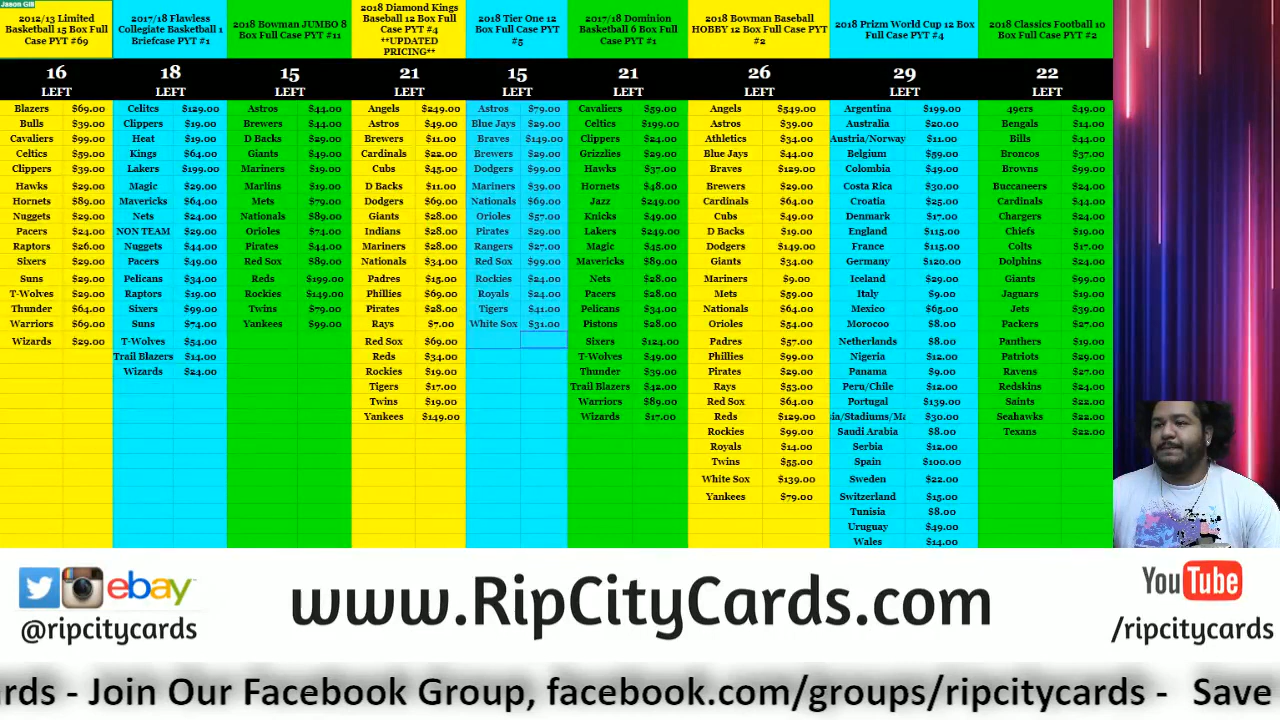 Jason Gill
2012/13 Limited
Basketball 15 Box Full
Case PYT #69
16
LEFT
Blazers $69.00
Bulls $39.00
Cavaliers $99.00
Celtics $59.00
Clippers $39.00
Hawks $29.00
Hornets $89.00
Nuggets $29.00
Pacers $24.00
Raptors $26.00
Sixers $29.00
Suns $29.00
T-Wolves $29.00
Thunder $64.00
Warriors $69.00
Wizards $29.00
2017/18 Flawless
Collegiate Basketball 1
Briefcase PYT #1
18
LEFT
Celitcs $129.00
Clippers $19.00
Heat $19.00
Kings $64.00
Lakers $199.00
Magic $29.00
Mavericks $64.00
Nets $24.00
NON TEAM $29.00
Nuggets $44.00
Pacers $49.00
Pelicans $34.00
Raptors $19.00
Sixers $99.00
Suns $74.00
T-Wolves $54.00
Trail Blazers $14.00
Wizards $24.00
2018 Bowman JUMBO 8
Box Full Case PYT #11
15
LEFT
Astros $44.00
Brewers $44.00
D Backs $29.00
Giants $49.00
Mariners $19.00
Marlins $19.00
Mets $79.00
Nationals $89.00
Orioles $74.00
Pirates $44.00
Red Sox $89.00
Reds $199.00
Rockies $149.00
Twins $79.00
Yankees $99.00
2018 Diamond Kings
Baseball 12 Box Full
Case PYT #4
**UPDATED
PRICING**
21
LEFT
Angels $249.00
Astros $49.00
Brewers $11.00
Cardinals $22.00
Cubs $45.00
D Backs $11.00
Dodgers $69.00
Giants $28.00
Indians $28.00
Mariners $28.00
Nationals $34.00
Padres $15.00
Phillies $69.00
Pirates $28.00
Rays $7.00
Red Sox $69.00
Reds $34.00
Rockies $19.00
Tigers $17.00
Twins $19.00
Yankees $149.00
2018 Tier One 12
Box Full Case PYT
#5
15
LEFT
Astros $79.00
Blue Jays $29.00
Braves $149.00
Brewers $29.00
Dodgers $99.00
Mariners $39.00
Nationals $69.00
Orioles $57.00
Pirates $29.00
Rangers $27.00
Red Sox $99.00
Rockies $24.00
Royals $24.00
Tigers $41.00
White Sox $31.00
2017/18 Dominion
Basketball 6 Box Full
Case PYT #1
21
LEFT
Cavaliers $59.00
Celtics $199.00
Clippers $24.00
Grizzlies $29.00
Hawks $37.00
Hornets $48.00
Jazz $249.00
Knicks $49.00
Lakers $249.00
Magic $45.00
Mavericks $89.00
Nets $28.00
Pacers $28.00
Pelicans $34.00
Pistons $28.00
Sixers $124.00
T-Wolves $49.00
Thunder $39.00
Trail Blazers $42.00
Warriors $89.00
Wizards $17.00
2018 Bowman Baseball
HOBBY 12 Box Full Case PYT
#2
26
LEFT
Angels $549.00
Astros $39.00
Athletics $34.00
Blue Jays $44.00
Braves $129.00
Brewers $29.00
Cardinals $64.00
Cubs $49.00
D Backs $19.00
Dodgers $149.00
Giants $34.00
Mariners $9.00
Mets $59.00
Nationals $64.00
Orioles $54.00
Padres $57.00
Phillies $99.00
Pirates $29.00
Rays $53.00
Red Sox $64.00
Reds $129.00
Rockies $99.00
Royals $14.00
Twins $55.00
White Sox $139.00
Yankees $79.00
2018 Prizm World Cup 12 Box
Full Case PYT #4
29
LEFT
Argentina $199.00
Australia $20.00
Austria/Norway $11.00
Belgium $59.00
Colombia $49.00
Costa Rica $30.00
Croatia $25.00
Denmark $17.00
England $115.00
France $115.00
Germany $120.00
Iceland $29.00
Italy $9.00
Mexico $65.00
Morocoo $8.00
Netherlands $8.00
Nigeria $12.00
Panama $9.00
Peru/Chile $12.00
Portugal $139.00
ia/Stadiums/Ma $30.00
Saudi Arabia $8.00
Serbia $12.00
Spain $100.00
Sweden $22.00
Switzerland $15.00
Tunisia $8.00
Uruguay $49.00
Wales $14.00
2018 Classics Football 10
Box Full Case PYT #2
22
LEFT
49ers $49.00
Bengals $14.00
Bills $44.00
Broncos $37.00
Browns $99.00
Buccaneers $24.00
Cardinals $44.00
Chargers $24.00
Chiefs $19.00
Colts $17.00
Dolphins $24.00
Giants $99.00
Jaguars $19.00
Jets $39.00
Packers $27.00
Panthers $19.00
Patriots $29.00
Ravens $27.00
Redskins $24.00
Saints $22.00
Seahawks $22.00
Texans $22.00
ebay
@ripcitycards
www.RipCityCards.com
YouTube
/ripcitycards
ards - Join Our Facebook Group, facebook.com/groups/ripcitycards - Save